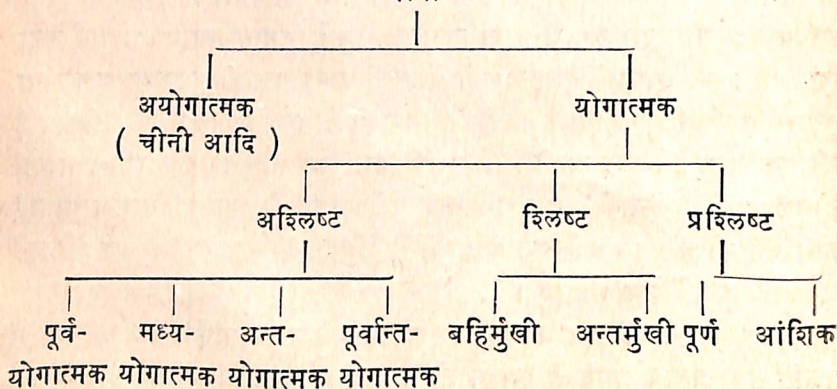 अयोगात्मक योगात्मक
( चीनी आदि )
अश्लिष्ट श्लिष्ट प्रश्लिष्ट
पूर्व- मध्य- अन्त- पूर्वान्त- बहिर्मुखी अन्तर्मुखी पूर्ण आंशिक
योगात्मक योगात्मक योगात्मक योगात्मक